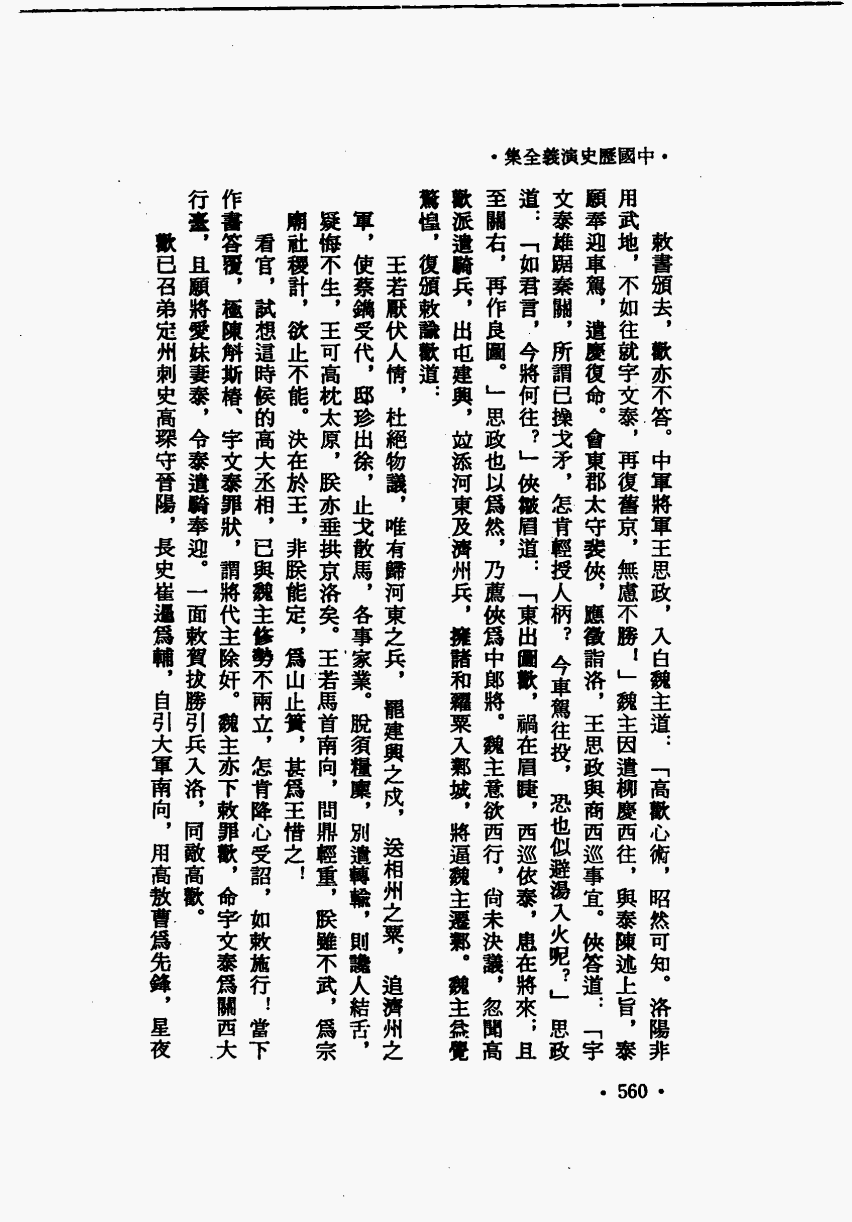 ·中國歷史演義全集·
敕書頒去，歡亦不答。中軍將軍王思政，入白魏主道：「高歡心術，昭然可知。洛陽非
用武地，不如往就宇文泰，再復舊京，無慮不勝！」魏主因遣柳慶西往，與泰陳述上旨，泰
願奉迎車駕，遣慶復命。會東郡太守裴俠，應徵詣洛，王思政與商西巡事宜。俠答道：「宇
文泰雄踞秦關，所謂已操戈矛，怎肯輕授人柄？今車駕往投，恐也似避湯入火呢？」思政
道：「如君言，今將何往？」俠皺眉道：「東出圖歡，禍在眉睫，西巡依泰，患在將來；且
至關右，再作良圖。」思政也以爲然，乃薦俠爲中郎將。魏主意欲西行，尙未決議，忽聞高
歡派遣騎兵，出屯建興，竝添河東及濟州兵，擁諸和糴粟入鄴城，將逼魏主遷鄴。魏主益覺
驚惶，復頒敕諭歡道：
王若厭伏人情，杜絕物議，唯有歸河東之兵，罷建興之戍，送相州之粟，追濟州之
軍，使蔡鐫受代，邸珍出徐，止戈散馬，各事家業。脫須糧廩，別遣轉輸，則讒人結舌，
疑悔不生，王可高枕太原，朕亦垂拱京洛矣。王若馬首南向，問鼎輕重，朕雖不武，爲宗
廟社稷計，欲止不能。決在於王，非朕能定，爲山止簣，甚爲王惜之！
看官，試想這時候的高大丞相，已與魏主修勢不兩立，怎肯降心受詔，如敕施行！當下
作書答覆，極陳斛斯椿、宇文泰罪狀，謂將代主除奸。魏主亦下敕罪歡，命宇文泰爲關西大
行臺，且願將愛妹妻泰，令泰遣騎奉迎。一面敕賀拔勝引兵入洛，同敵高歡。
歡已召弟定州刺史高琛守晉陽，長史崔暹爲輔，自引大軍南向，用高敖曹爲先鋒，星夜
·560·